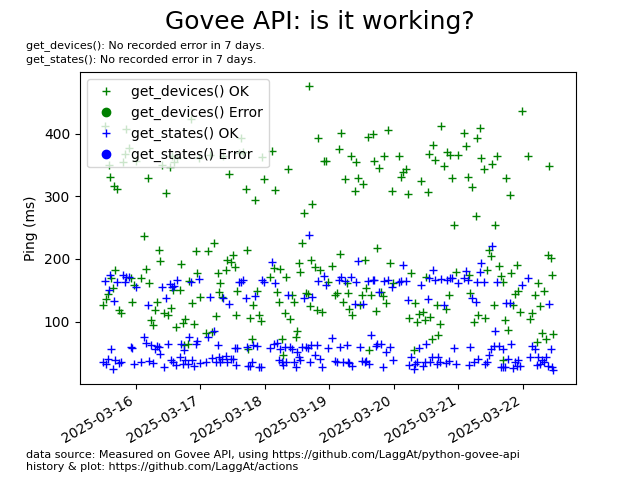 Govee API: is it working?
get_devices(): No recorded error in 7 days.
get_states(): No recorded error in 7 days.
get_devices() OK
get_devices() Error
get_states() OK
get_states() Error
Ping (ms)
400
300
200
100
2025-03-16
2025-03-17
2025-03-18
2025-03-19
2025-03-20
2025-03-21
2025-03-22
data source: Measured on Govee API, using https://github.com/LaggAt/python-govee-api
history & plot: https://github.com/LaggAt/actions